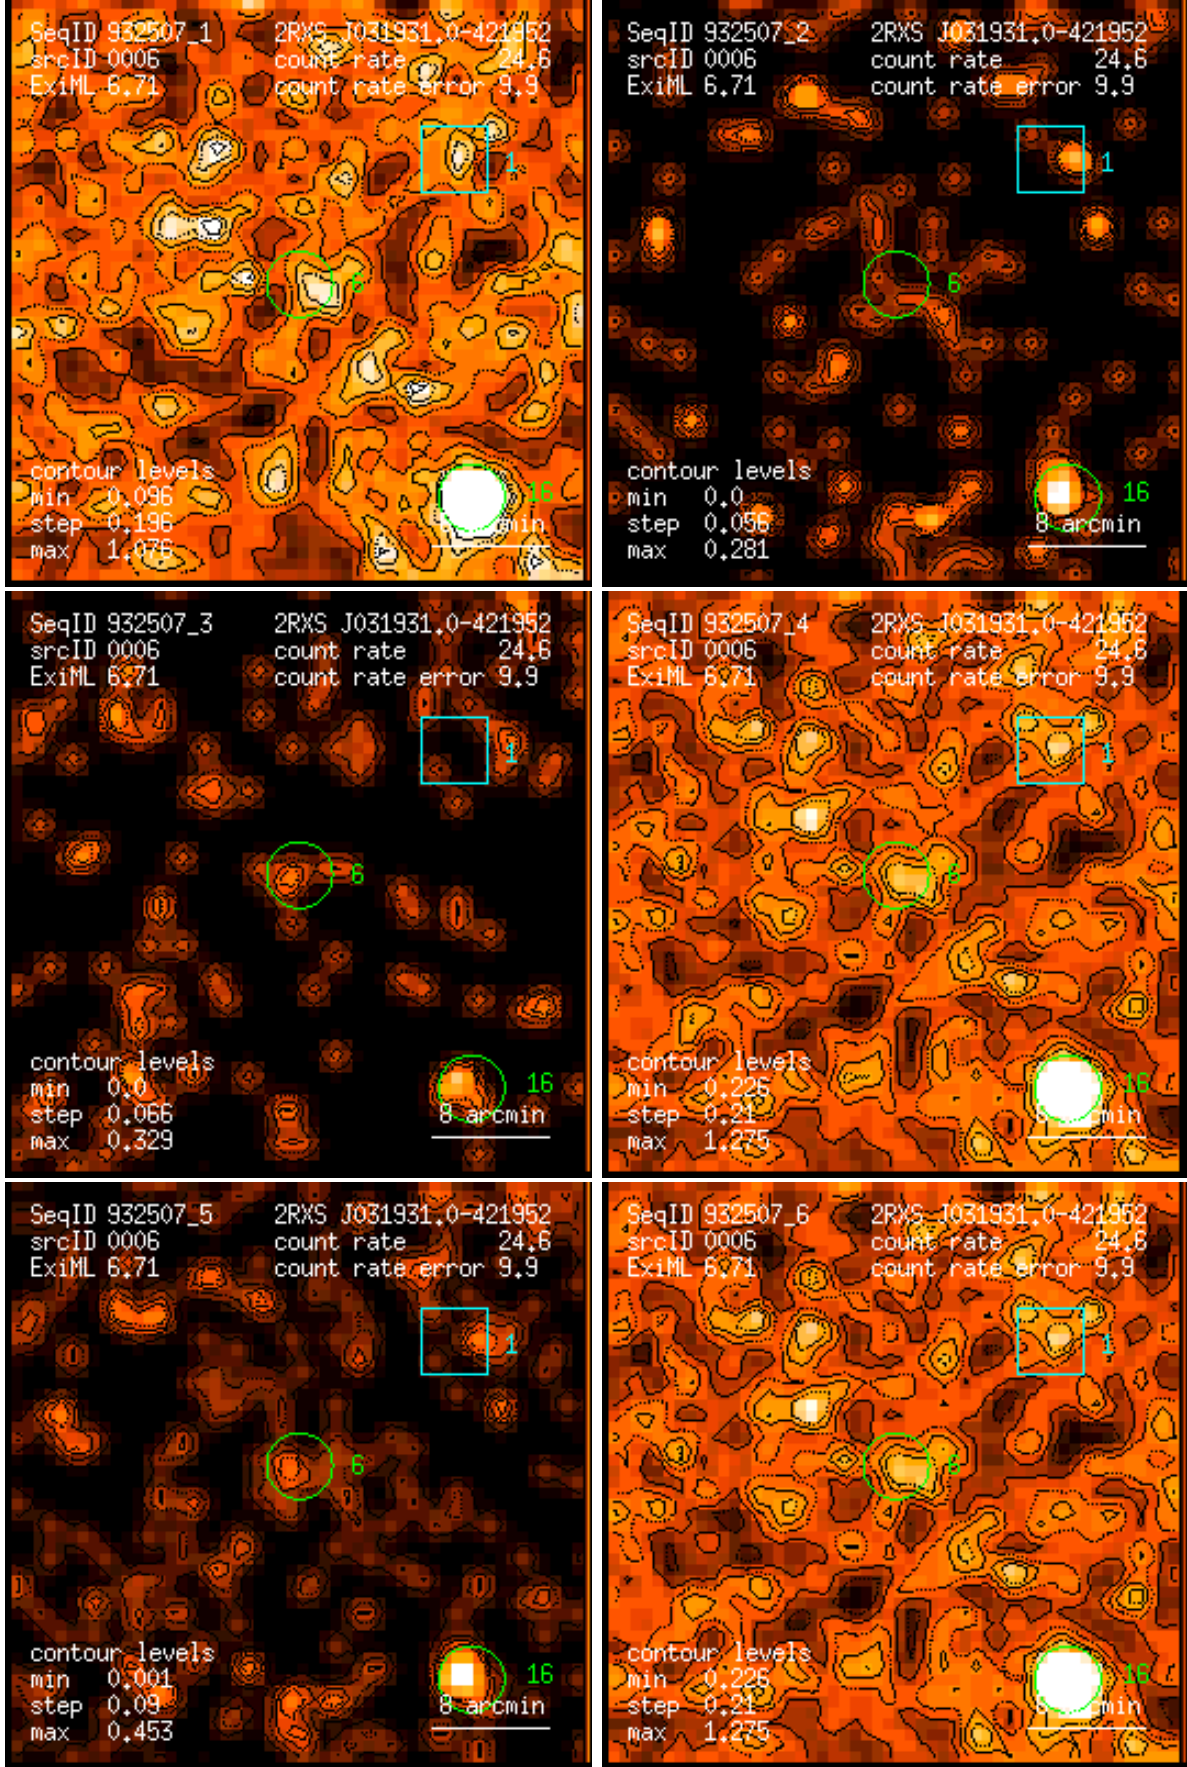 SeqID 932507_1 2RXS J031931.0-421952
srcID 0006 count rate 24.6
ExiML 6.71 count rate error 9.9
1
6
contour levels
min 0.096
16
step 0.196
max 1.076
SeqID 932507_2 2RXS J031931.0-421952
srcID 0006 count rate 24.6
ExiML 6.71 count rate error 9.9
1
6
contour levels
min 0.0 16
step 0.056 8 arcmin
max 0.281
SeqID 932507_3 2RXS J031931.0-421952
srcID 0006 count rate 24.6
ExiML 6.71 count rate error 9.9
1
6
contour levels
min 0.0 16
step 0.066 8 arcmin
max 0.329
SeqID 932507_4 2RXS J031931.0-421952
srcID 0006 count rate 24.6
ExiML 6.71 count rate error 9.9
1
6
contour levels
min 0.226 16
step 0.21
max 1.275
SeqID 932507_5 2RXS J031931.0-421952
srcID 0006 count rate 24.6
ExiML 6.71 count rate error 9.9
1
6
contour levels
min 0.001 16
step 0.09 8 arcmin
max 0.453
SeqID 932507_6 2RXS J031931.0-421952
srcID 0006 count rate 24.6
ExiML 6.71 count rate error 9.9
1
6
contour levels
min 0.226 16
step 0.21
max 1.275